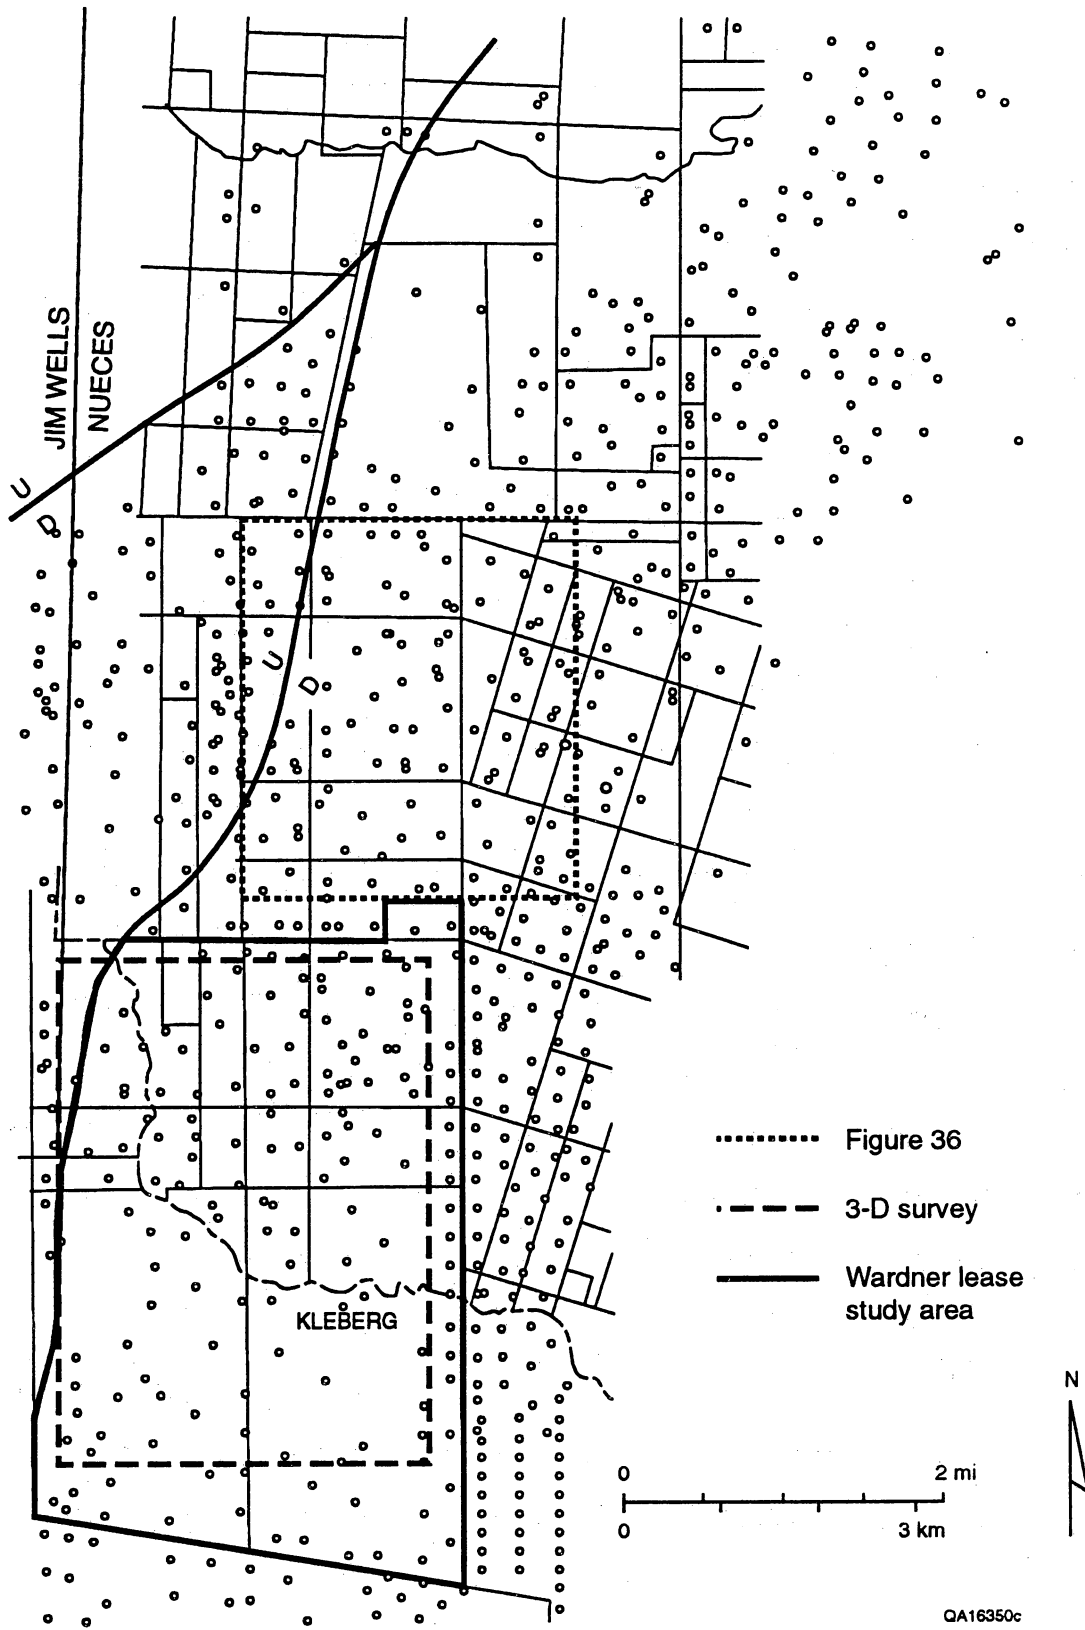 JIM WELLS
NUECES
U
D
U
D
Figure 36
3-D survey
Wardner lease
study area
KLEBERG
N
0 2 mi
0 3 km
QA16350c